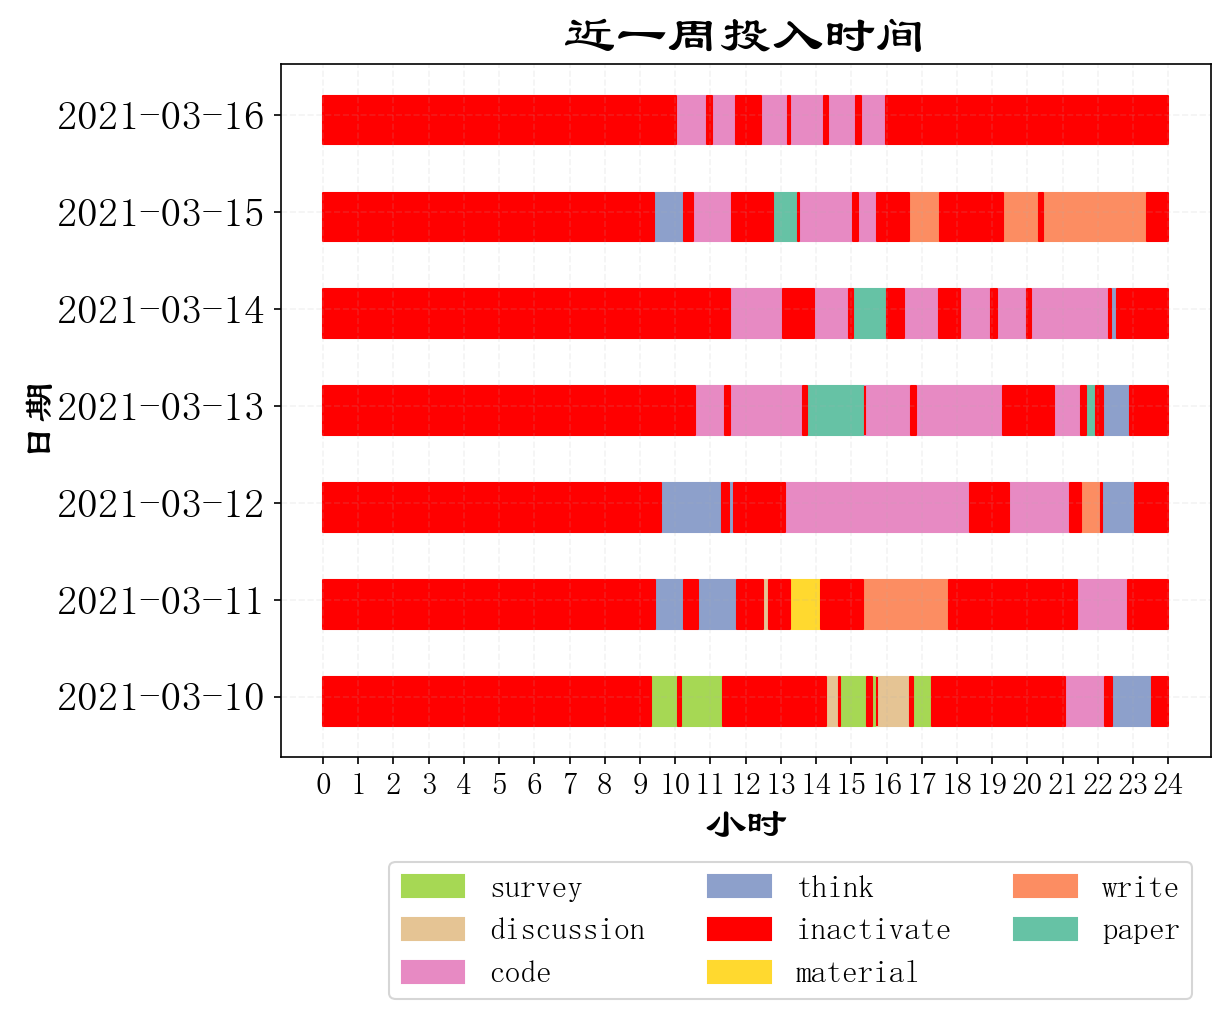 近一周投入时间
2021-03-16
2021-03-15
2021-03-14
2021-03-13
2021-03-12
2021-03-11
2021-03-10
日期
0 1 2 3 4 5 6 7 8 9 10 11 12 13 14 15 16 17 18 19 20 21 22 23 24
小时
survey think write
discussion inactivate paper
code material